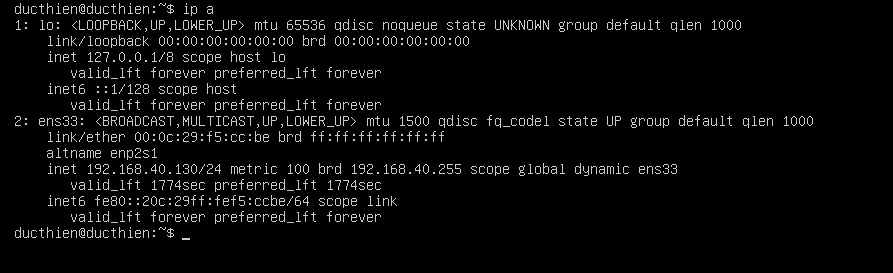 ducthien@ducthien:~$ ip a
1: lo: <LOOPBACK,UP,LOWER_UP> mtu 65536 qdisc noqueue state UNKNOWN group default qlen 1000
    link/loopback 00:00:00:00:00:00 brd 00:00:00:00:00:00
    inet 127.0.0.1/8 scope host lo
       valid_lft forever preferred_lft forever
    inet6 ::1/128 scope host
       valid_lft forever preferred_lft forever
2: ens33: <BROADCAST,MULTICAST,UP,LOWER_UP> mtu 1500 qdisc fq_codel state UP group default qlen 1000
    link/ether 00:0c:29:f5:cc:be brd ff:ff:ff:ff:ff:ff
    altname enp2s1
    inet 192.168.40.130/24 metric 100 brd 192.168.40.255 scope global dynamic ens33
       valid_lft 1774sec preferred_lft 1774sec
    inet6 fe80::20c:29ff:fef5:ccbe/64 scope link
       valid_lft forever preferred_lft forever
ducthien@ducthien:~$ _